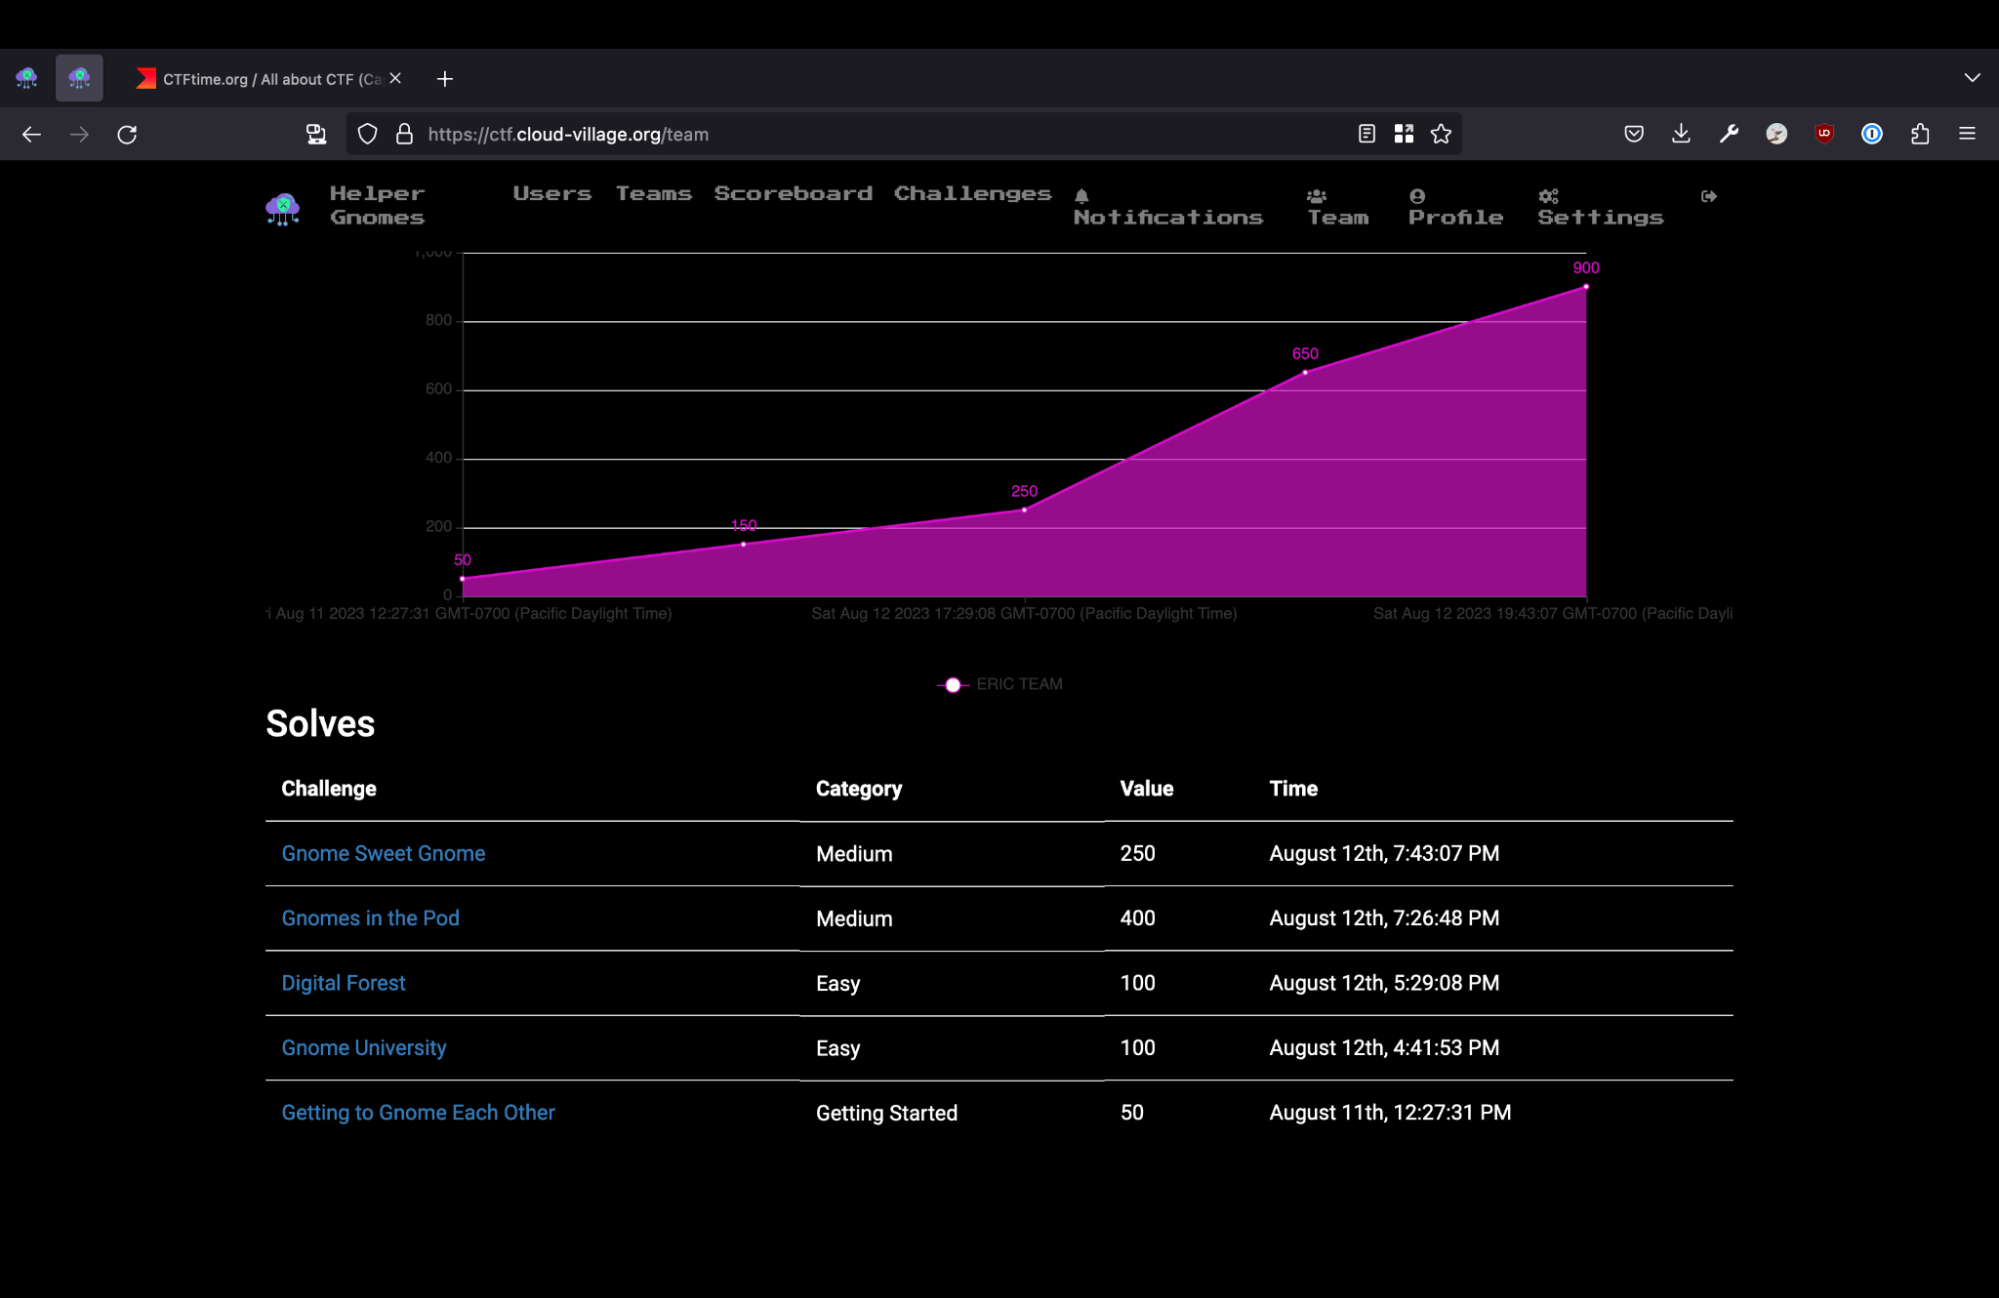 CTFtime.org / All about CTF (Ca
https://ctf.cloud-village.org/team
Helper Gnomes
Users
Teams
Scoreboard
Challenges
Notifications
Team
Profile
Settings
1,000
800
600
400
200
0
50
150
250
650
900
i Aug 11 2023 12:27:31 GMT-0700 (Pacific Daylight Time)
Sat Aug 12 2023 17:29:08 GMT-0700 (Pacific Daylight Time)
Sat Aug 12 2023 19:43:07 GMT-0700 (Pacific Dayli
ERIC TEAM
Solves
Challenge Category Value Time
Gnome Sweet Gnome Medium 250 August 12th, 7:43:07 PM
Gnomes in the Pod Medium 400 August 12th, 7:26:48 PM
Digital Forest Easy 100 August 12th, 5:29:08 PM
Gnome University Easy 100 August 12th, 4:41:53 PM
Getting to Gnome Each Other Getting Started 50 August 11th, 12:27:31 PM